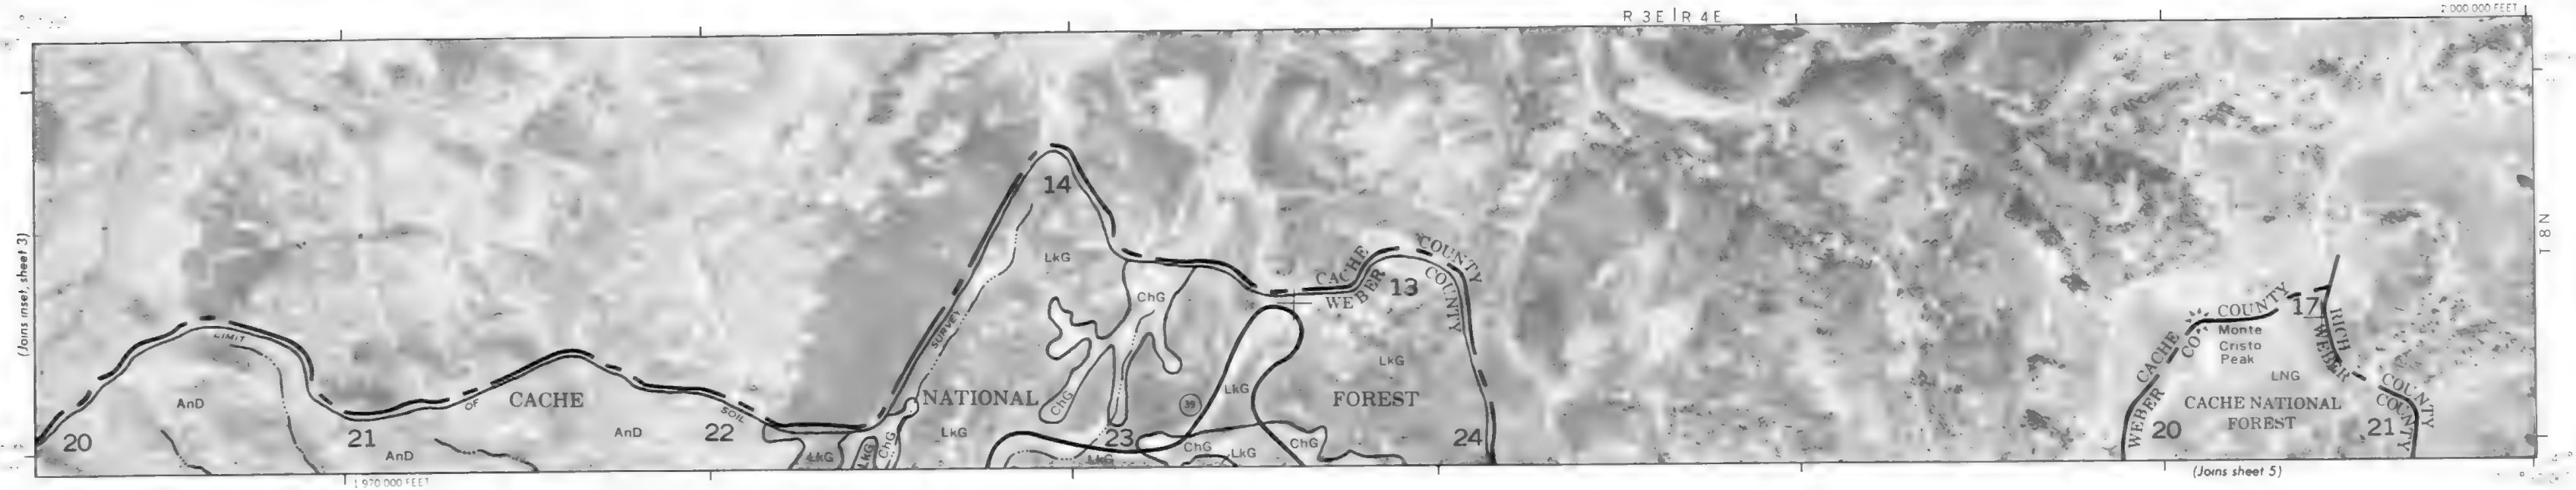 R 3 E | R 4 E
2 000 000 FEET
(Joins inset, sheet 3)
T 8 N
14
LkG
ChG
CACHE COUNTY
WEBER COUNTY
13
SURVEY
LIMIT
OF
SOIL
AnD
20
21
AnD
CACHE
AnD
22
LkG
LkG
ChG
NATIONAL
LkG
ChG
39
23
LkG
LkG
ChG
LkG
ChG
LkG
FOREST
24
CACHE CO
COUNTY
WEBER
17
RICH COUNTY
WEBER COUNTY
Monte
Cristo
Peak
LNG
CACHE NATIONAL
FOREST
20
21
1 970 000 FEET
(Joins sheet 5)